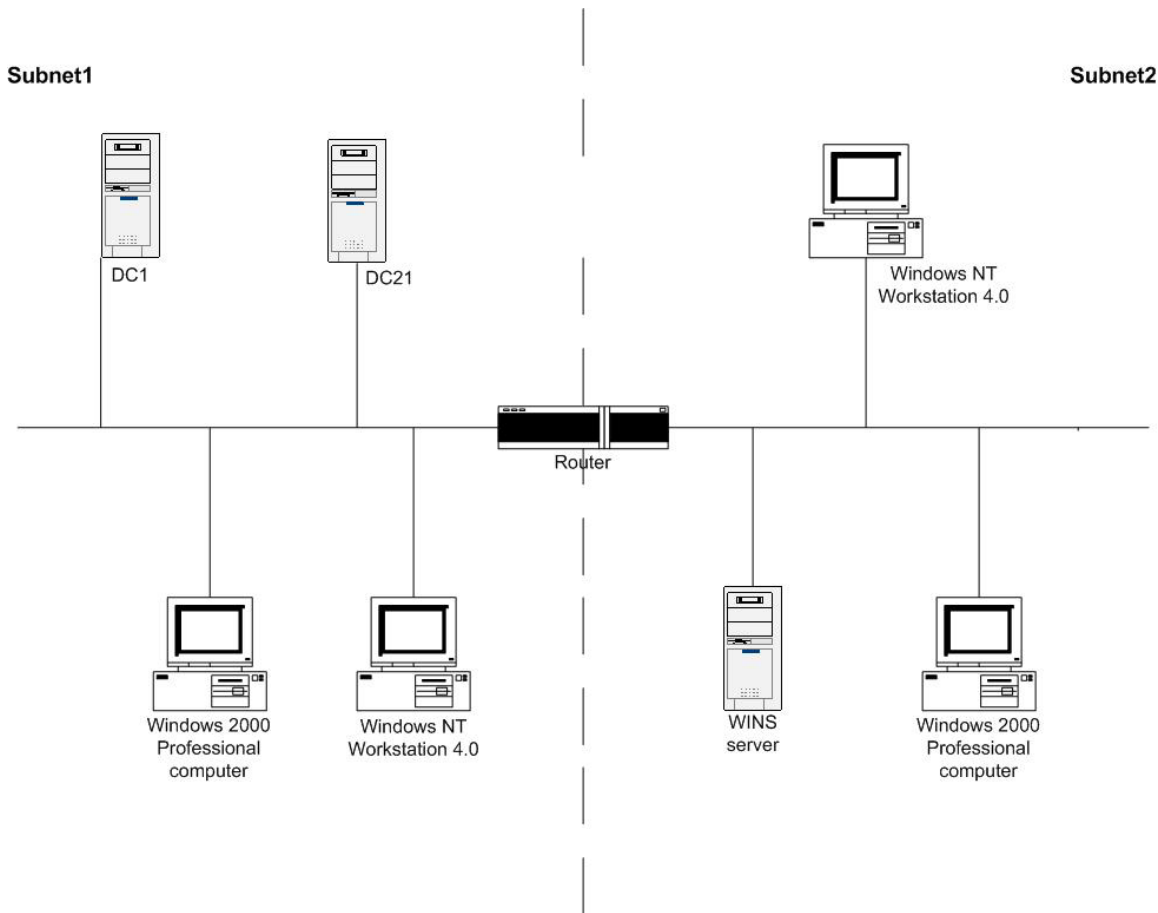 Subnet1
Subnet2
DC1
DC21
Windows NT
Workstation 4.0
Router
Windows 2000
Professional
computer
Windows NT
Workstation 4.0
WINS
server
Windows 2000
Professional
computer